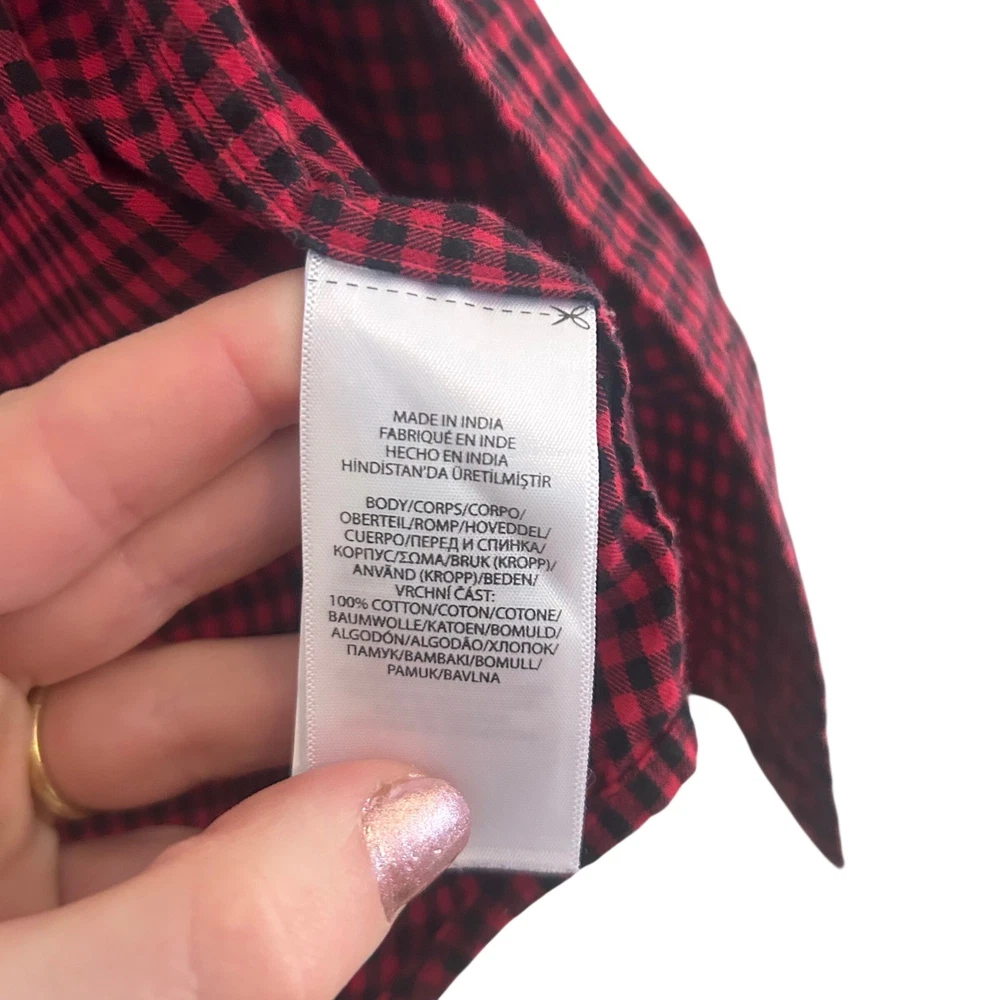 MADE IN INDIA
FABRIQUÉ EN INDE
HECHO EN INDIA
HİNDİSTAN'DA ÜRETİLMİŞTİR
BODY/CORPS/CORPO/
OBERTEIL/ROMP/HOVEDDEL/
CUERPO/ПЕРЕД И СПИНКА/
КОРПУС/ΣΩΜΑ/BRUK (KROPP)/
ANVÄND (KROPP)/BEDEN/
VRCHNÍ ČÁST:
100% COTTON/COTON/COTONE/
BAUMWOLLE/KATOEN/BOMULD/
ALGODÓN/ALGODÃO/ХЛОПОК/
ПАМУК/BAMBAKI/BOMULL/
PAMUK/BAVLNA